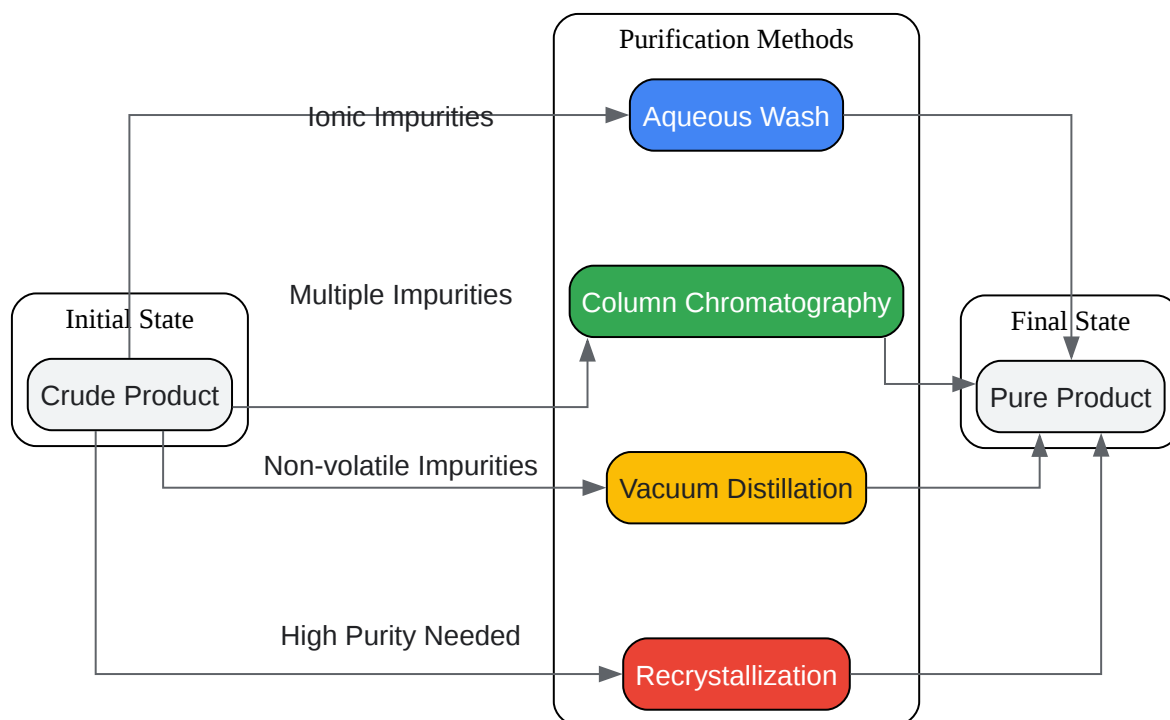 Purification Methods
Ionic Impurities
Aqueous Wash
Multiple Impurities
Column Chromatography
Initial State
Crude Product
Final State
Pure Product
Non-volatile Impurities
Vacuum Distillation
High Purity Needed
Recrystallization